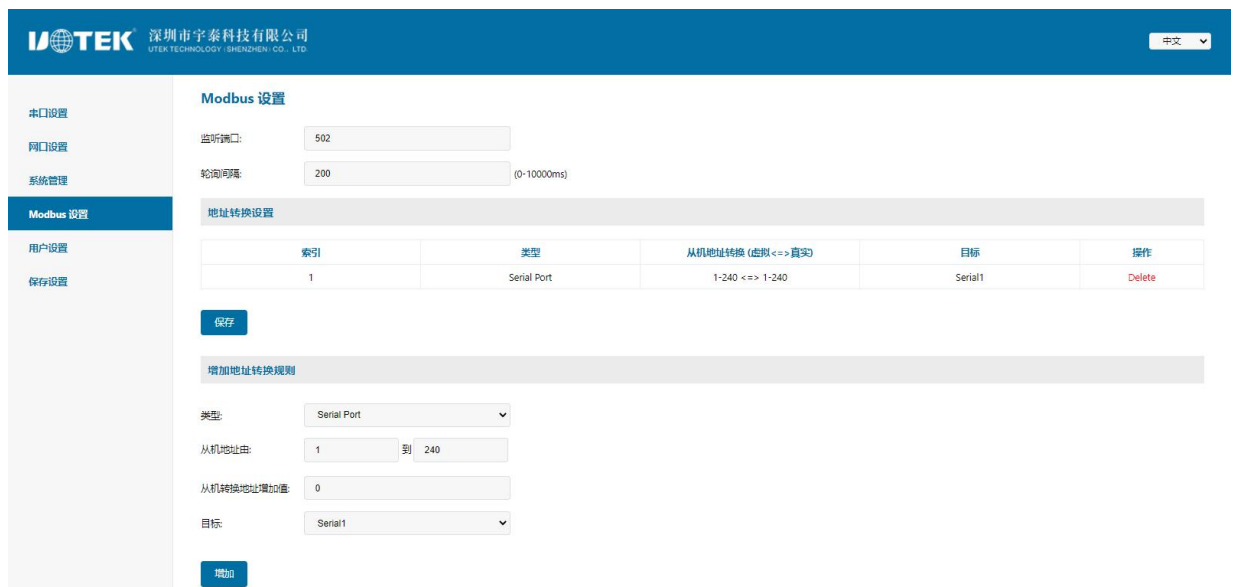 UTEK 深圳市宇泰科技有限公司
UTEK TECHNOLOGY (SHENZHEN) CO., LTD
中文
串口设置
网口设置
系统管理
Modbus 设置
用户设置
保存设置
Modbus 设置
监听端口: 502
轮询间隔: 200 (0-10000ms)
地址转换设置
索引 类型 从机地址转换 (虚拟<=>真实) 目标 操作
1 Serial Port 1-240 <=> 1-240 Serial1 Delete
保存
增加地址转换规则
类型: Serial Port
从机地址由: 1 到 240
从机转换地址增加值: 0
目标: Serial1
增加